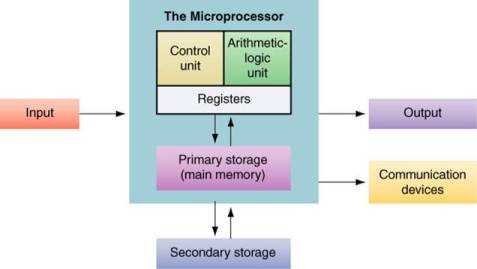 The Microprocessor
Control
unit
Arithmetic-
logic
unit
Registers
Input
Output
Primary storage
(main memory)
Communication
devices
Secondary storage